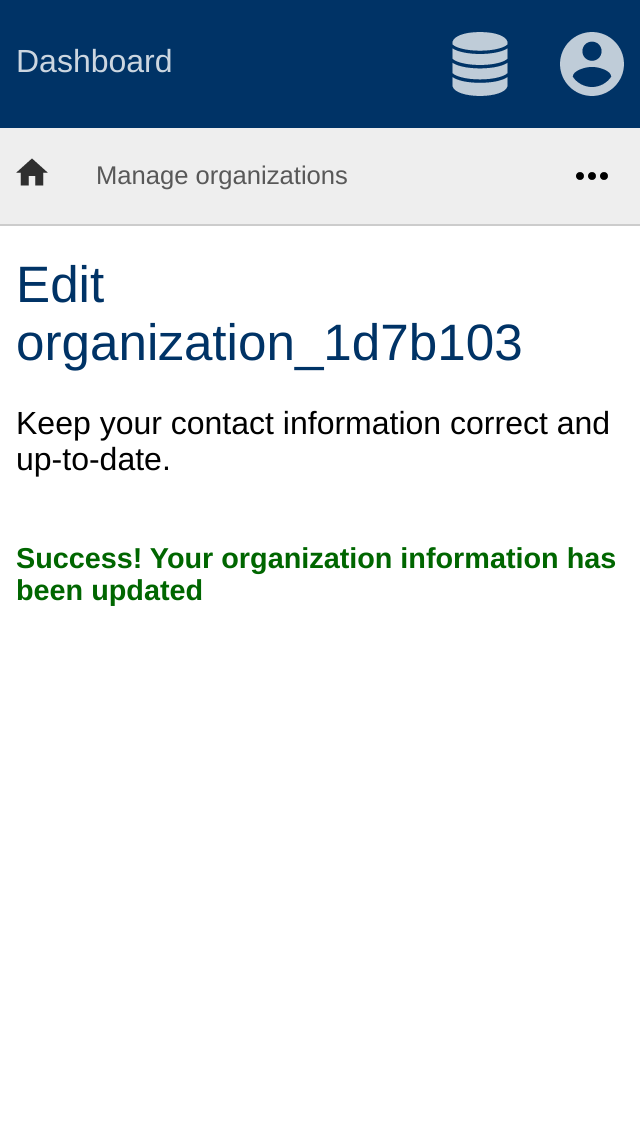 Dashboard
Manage organizations
Edit
organization_1d7b103
Keep your contact information correct and
up-to-date.
Success! Your organization information has
been updated